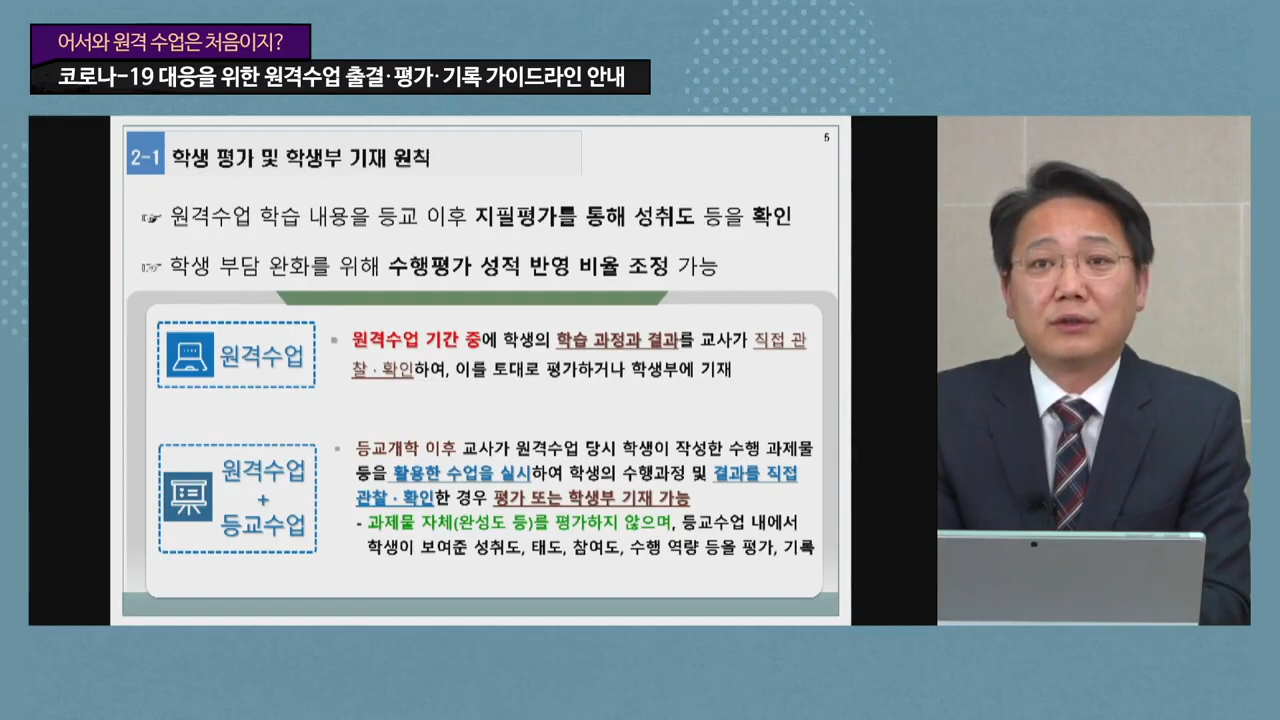 어서와 원격 수업은 처음이지?
코로나-19 대응을 위한 원격수업 출결·평가·기록 가이드라인 안내
5
2-1 학생 평가 및 학생부 기재 원칙
☞ 원격수업 학습 내용을 등교 이후 지필평가를 통해 성취도 등을 확인
☞ 학생 부담 완화를 위해 수행평가 성적 반영 비율 조정 가능
원격수업
▪ 원격수업 기간 중에 학생의 학습 과정과 결과를 교사가 직접 관
찰·확인하여, 이를 토대로 평가하거나 학생부에 기재
원격수업
+
등교수업
▪ 등교개학 이후 교사가 원격수업 당시 학생이 작성한 수행 과제물
등을 활용한 수업을 실시하여 학생의 수행과정 및 결과를 직접
관찰·확인한 경우 평가 또는 학생부 기재 가능
- 과제물 자체(완성도 등)를 평가하지 않으며, 등교수업 내에서
학생이 보여준 성취도, 태도, 참여도, 수행 역량 등을 평가, 기록